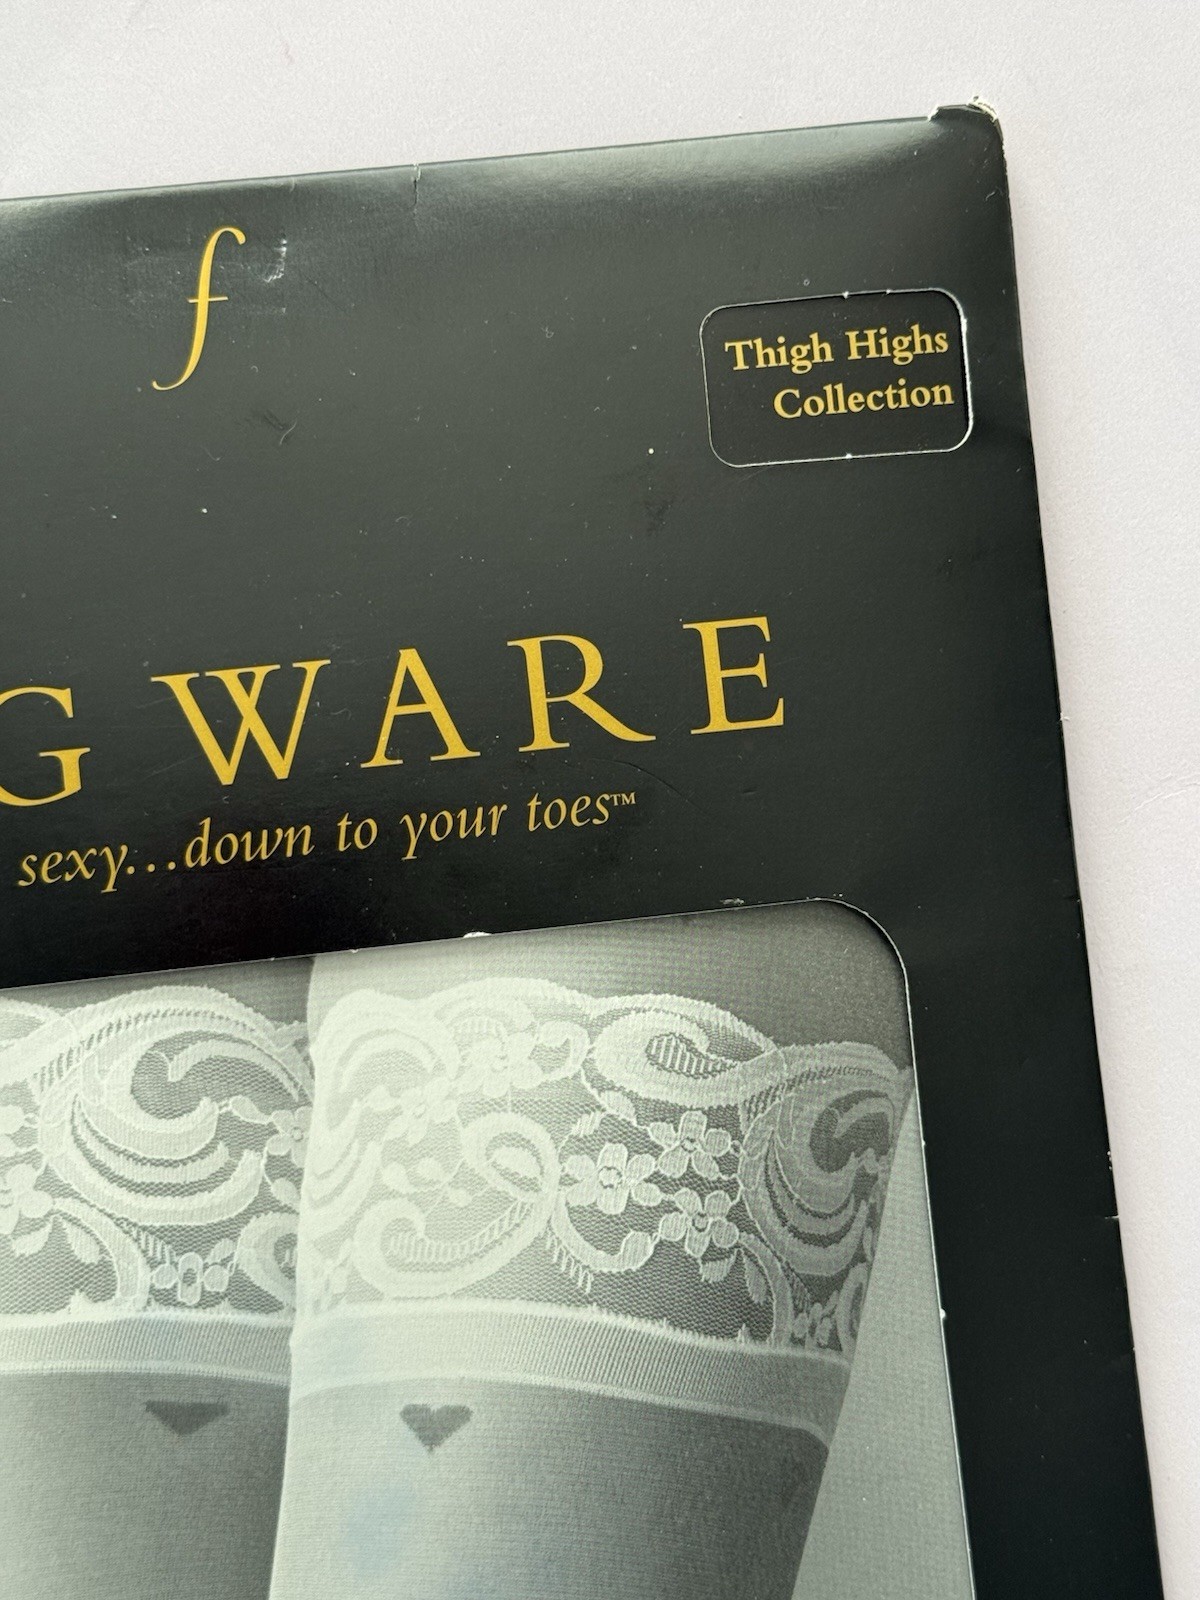 f
Thigh Highs
Collection
G WARE
sexy...down to your toes™